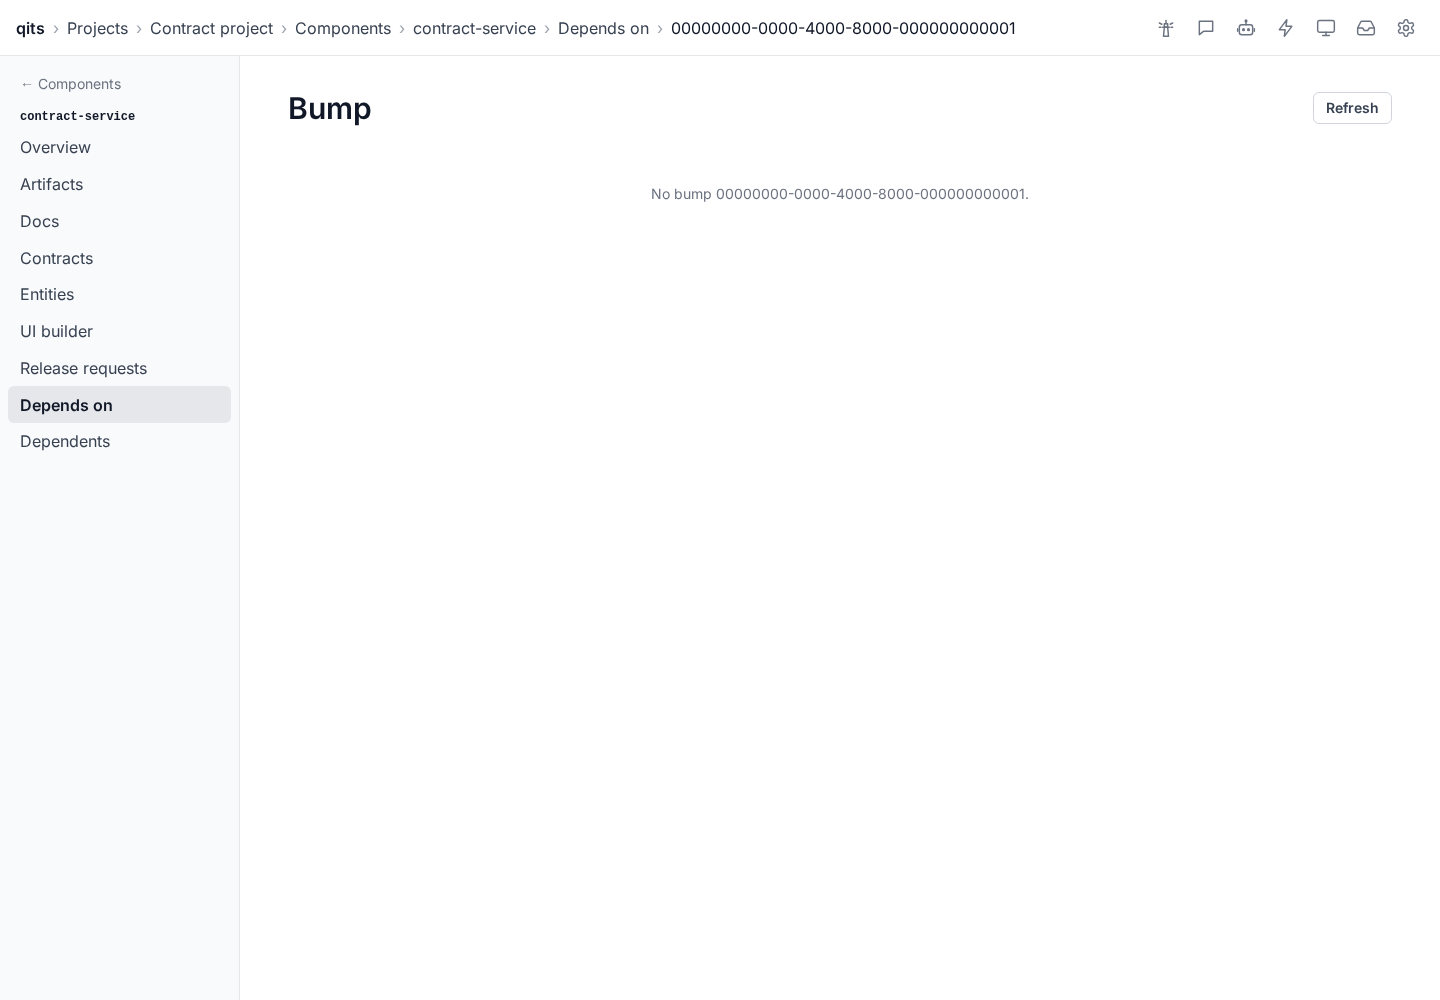 qits › Projects › Contract project › Components › contract-service › Depends on › 00000000-0000-4000-8000-000000000001
← Components
contract-service
Overview
Artifacts
Docs
Contracts
Entities
UI builder
Release requests
Depends on
Dependents
Bump
Refresh
No bump 00000000-0000-4000-8000-000000000001.